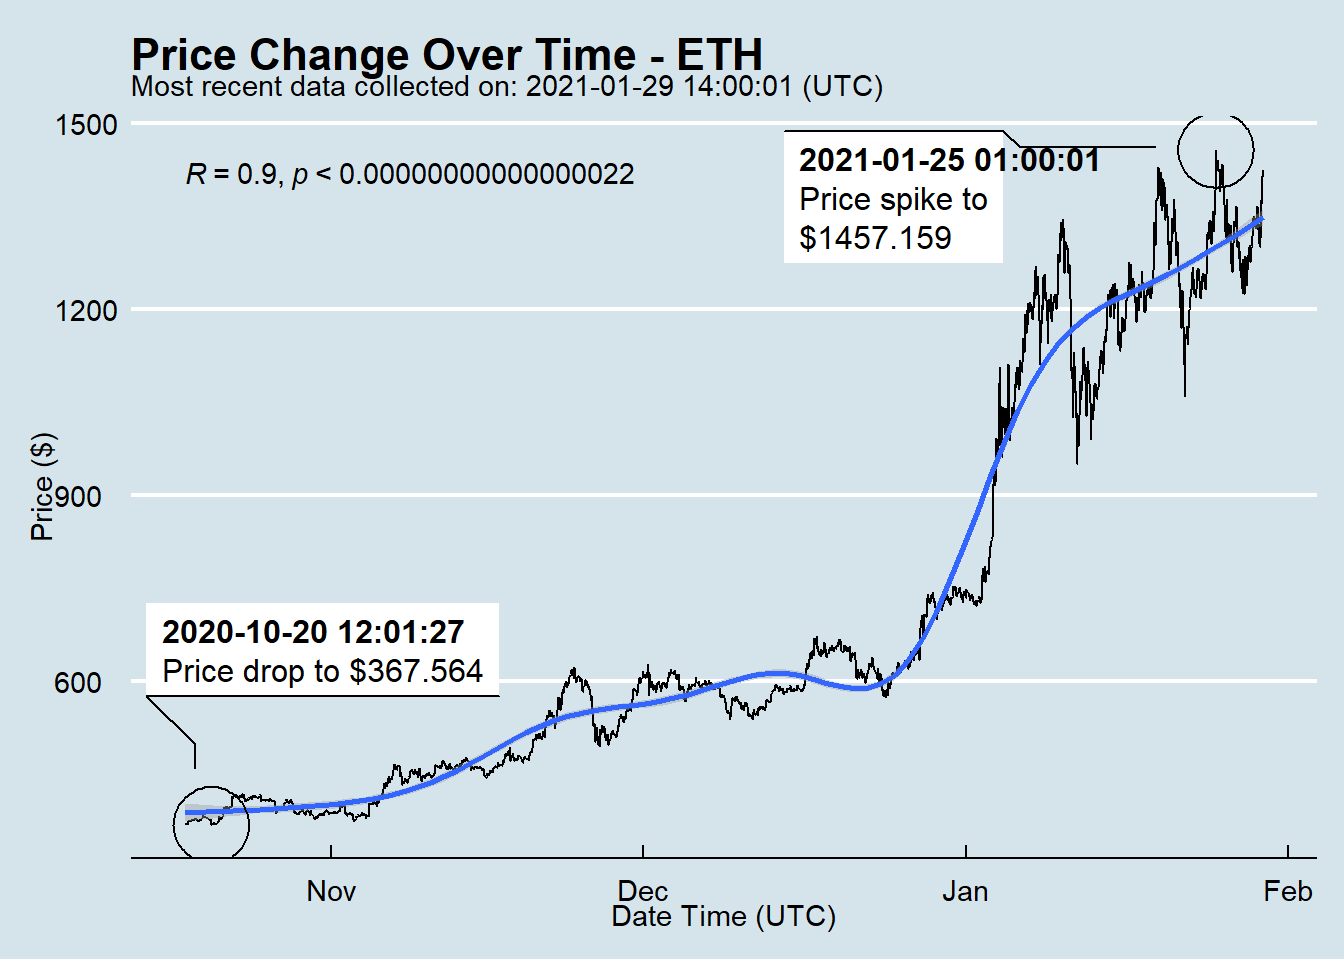 Price Change Over Time - ETH
Most recent data collected on: 2021-01-29 14:00:01 (UTC)
1500
R = 0.9, p < 0.00000000000000022
2021-01-25 01:00:01
Price spike to
$1457.159
1200
Price ($)
900
2020-10-20 12:01:27
Price drop to $367.564
600
Nov
Dec
Jan
Feb
Date Time (UTC)